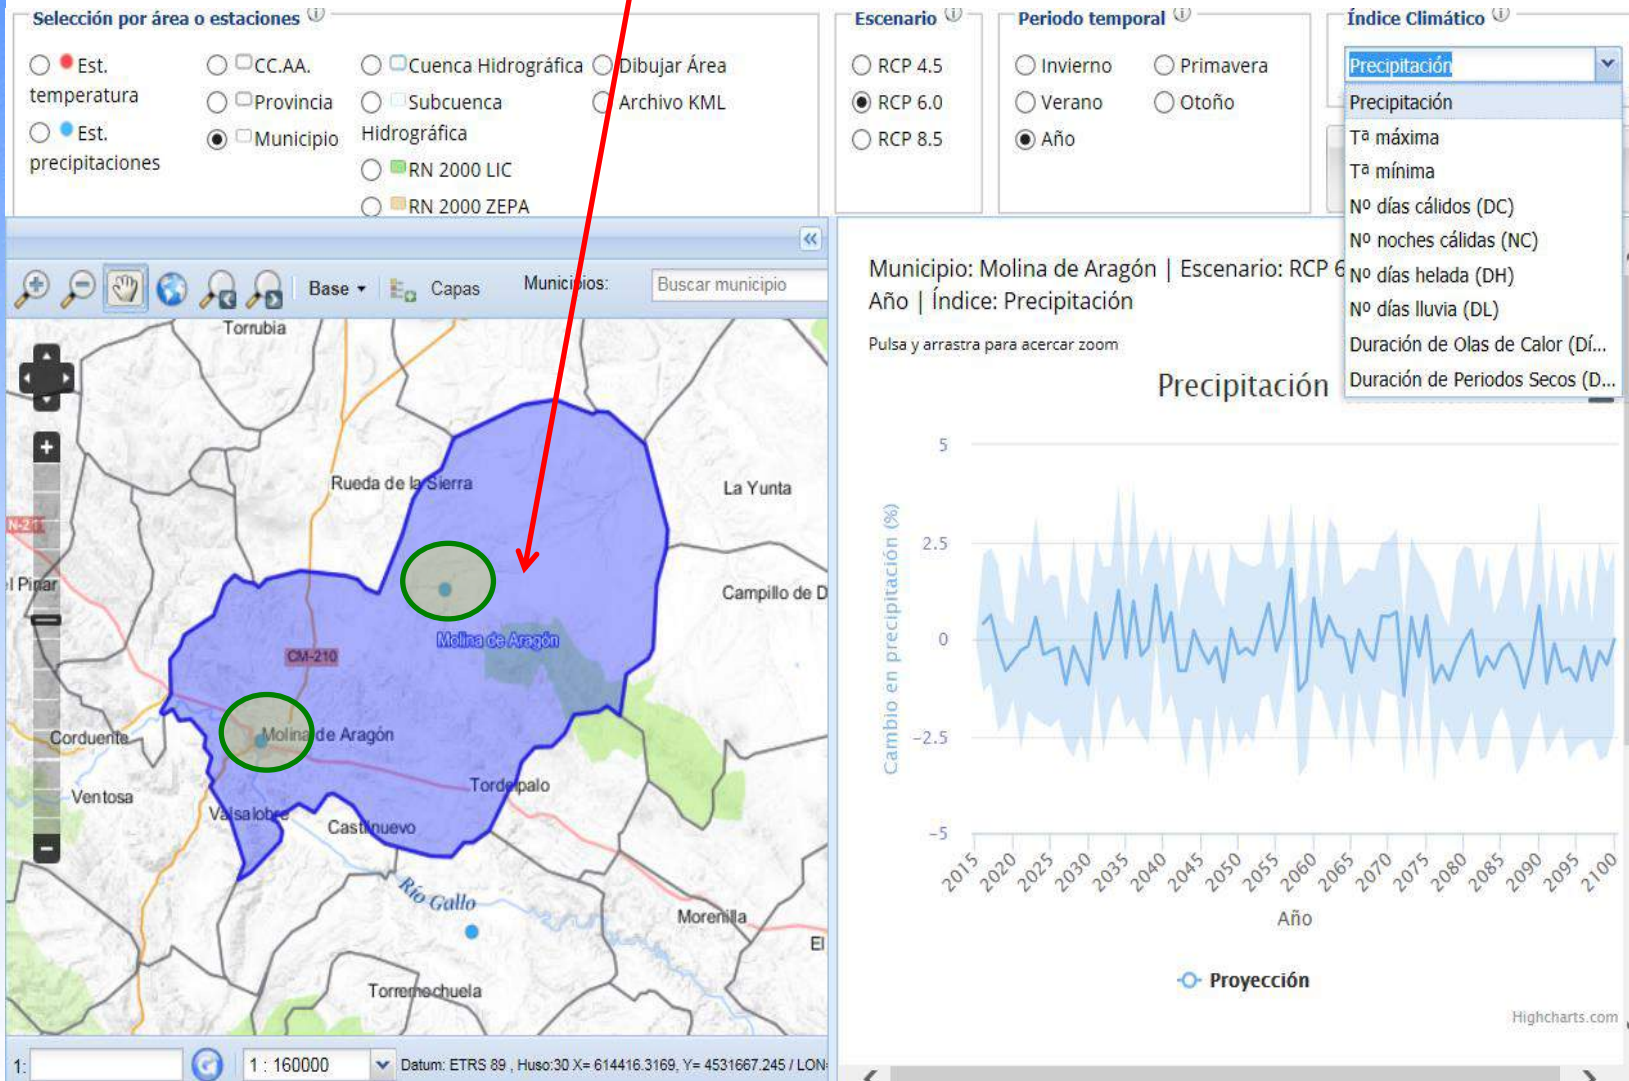 Selección por área o estaciones
Est. temperatura
Est. precipitaciones
CC.AA.
Provincia
Municipio
Cuenca Hidrográfica
Subcuenca Hidrográfica
RN 2000 LIC
RN 2000 ZEPA
Dibujar Área
Archivo KML
Escenario
RCP 4.5
RCP 6.0
RCP 8.5
Periodo temporal
Invierno
Primavera
Verano
Otoño
Año
Índice Climático
Precipitación
Precipitación
Tª máxima
Tª mínima
Nº días cálidos (DC)
Nº noches cálidas (NC)
Nº días helada (DH)
Nº días lluvia (DL)
Duración de Olas de Calor (Dí...
Duración de Periodos Secos (D...
Base
Capas
Municipios:
Buscar municipio
Torrubia
Rueda de la Sierra
La Yunta
N-211
l Pinar
Campillo de D
Molina de Aragón
CM-210
Molina de Aragón
Corduente
Tordelpalo
Ventosa
Valsalobre
Castilnuevo
Río Gallo
Morenilla
El
Torremochuela
1:
1 : 160000
Datum: ETRS 89 , Huso:30 X= 614416.3169, Y= 4531667.245 / LON
Municipio: Molina de Aragón | Escenario: RCP 6
Año | Índice: Precipitación
Pulsa y arrastra para acercar zoom
Precipitación
Cambio en precipitación (%)
5
2.5
0
-2.5
-5
2015 2020 2025 2030 2035 2040 2045 2050 2055 2060 2065 2070 2075 2080 2085 2090 2095 2100
Año
Proyección
Highcharts.com